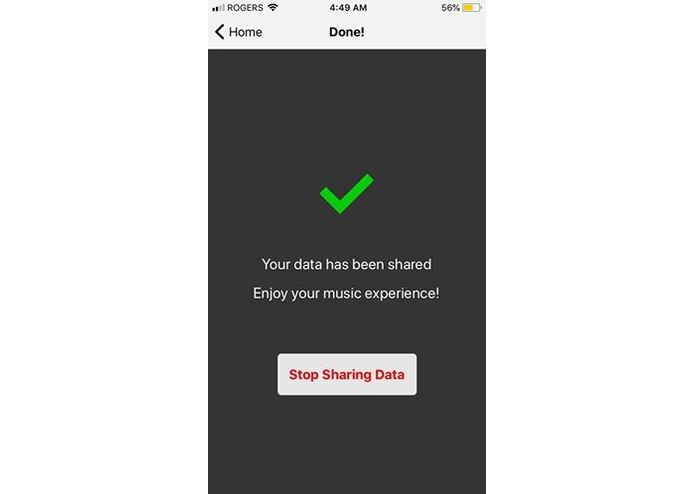 ROGERS 4:49 AM 56%
Home Done!
Your data has been shared
Enjoy your music experience!
Stop Sharing Data